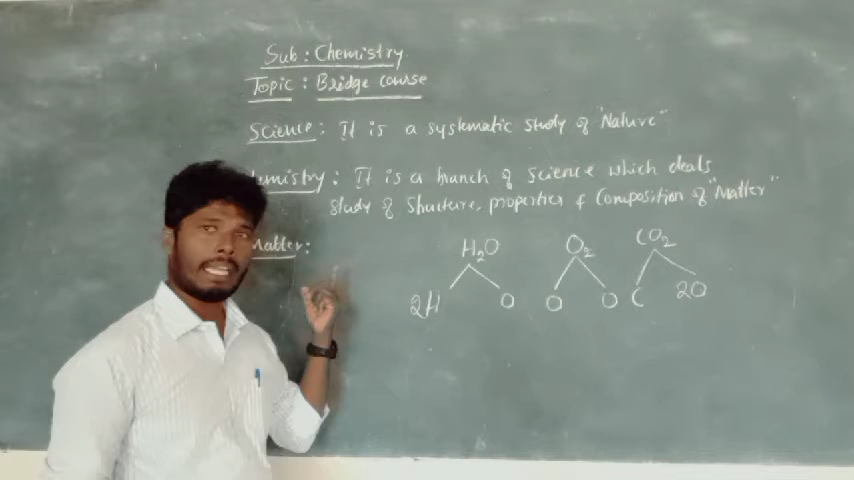 Sub : Chemistry
Topic : Bridge course
Science : It is a systematic study of "Nature"
emistry : It is a branch of science which deals
study of structure, properties & Composition of "Matter"
Matter :
H₂O O₂ CO₂
2H O O O C 2O